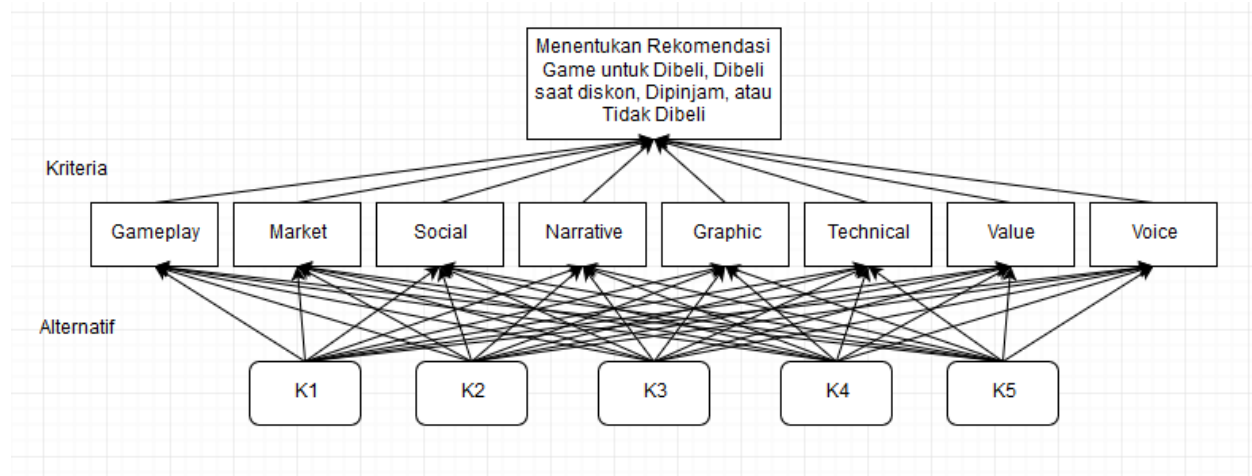 Menentukan Rekomendasi
Game untuk Dibeli, Dibeli
saat diskon, Dipinjam, atau
Tidak Dibeli
Kriteria
Gameplay
Market
Social
Narrative
Graphic
Technical
Value
Voice
Alternatif
K1
K2
K3
K4
K5